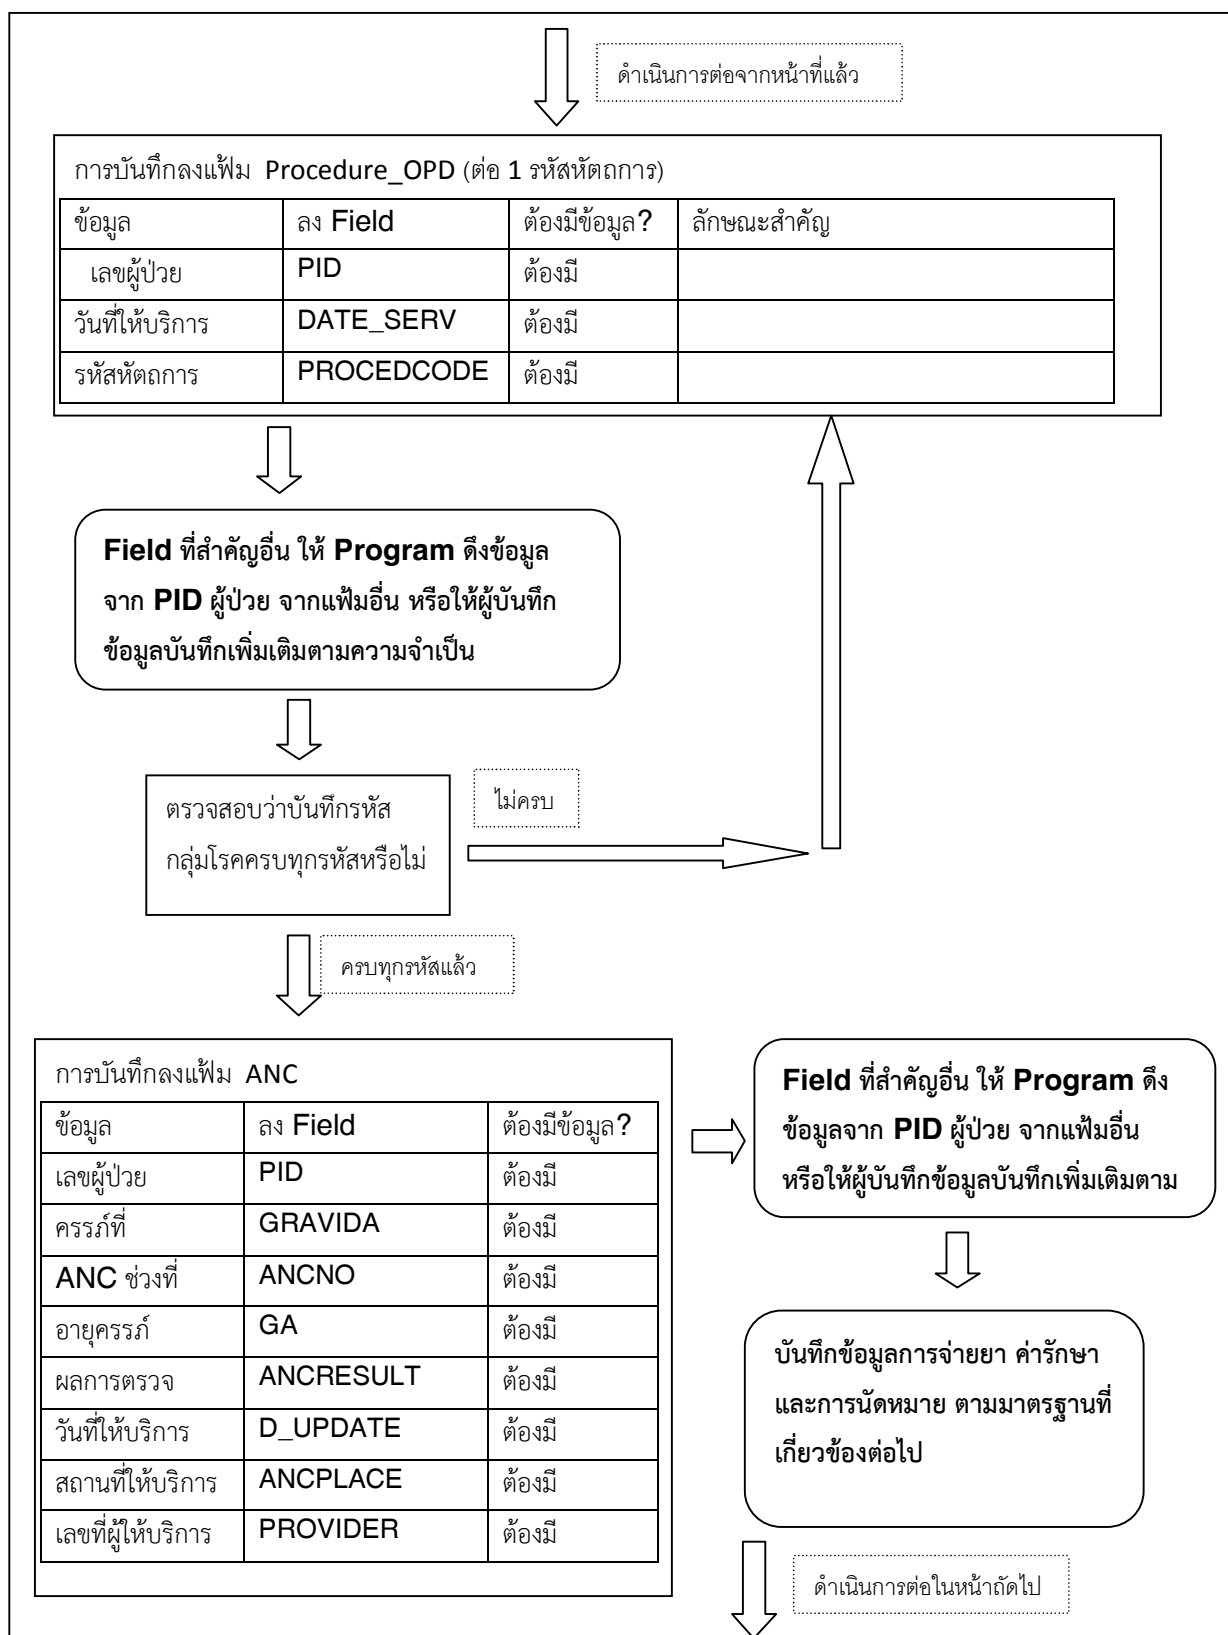 ดำเนินการต่อจากหน้าที่แล้ว
การบันทึกลงแฟ้ม Procedure_OPD (ต่อ 1 รหัสหัตถการ)
ข้อมูล ลง Field ต้องมีข้อมูล? ลักษณะสำคัญ
เลขผู้ป่วย PID ต้องมี
วันที่ให้บริการ DATE_SERV ต้องมี
รหัสหัตถการ PROCEDCODE ต้องมี
Field ที่สำคัญอื่น ให้ Program ดึงข้อมูล
จาก PID ผู้ป่วย จากแฟ้มอื่น หรือให้ผู้บันทึก
ข้อมูลบันทึกเพิ่มเติมตามความจำเป็น
ตรวจสอบว่าบันทึกรหัส
กลุ่มโรคครบทุกรหัสหรือไม่
ไม่ครบ
ครบทุกรหัสแล้ว
การบันทึกลงแฟ้ม ANC
ข้อมูล ลง Field ต้องมีข้อมูล?
เลขผู้ป่วย PID ต้องมี
ครรภ์ที่ GRAVIDA ต้องมี
ANC ช่วงที่ ANCNO ต้องมี
อายุครรภ์ GA ต้องมี
ผลการตรวจ ANCRESULT ต้องมี
วันที่ให้บริการ D_UPDATE ต้องมี
สถานที่ให้บริการ ANCPLACE ต้องมี
เลขที่ผู้ให้บริการ PROVIDER ต้องมี
Field ที่สำคัญอื่น ให้ Program ดึง
ข้อมูลจาก PID ผู้ป่วย จากแฟ้มอื่น
หรือให้ผู้บันทึกข้อมูลบันทึกเพิ่มเติมตาม
บันทึกข้อมูลการจ่ายยา ค่ารักษา
และการนัดหมาย ตามมาตรฐานที่
เกี่ยวข้องต่อไป
ดำเนินการต่อในหน้าถัดไป